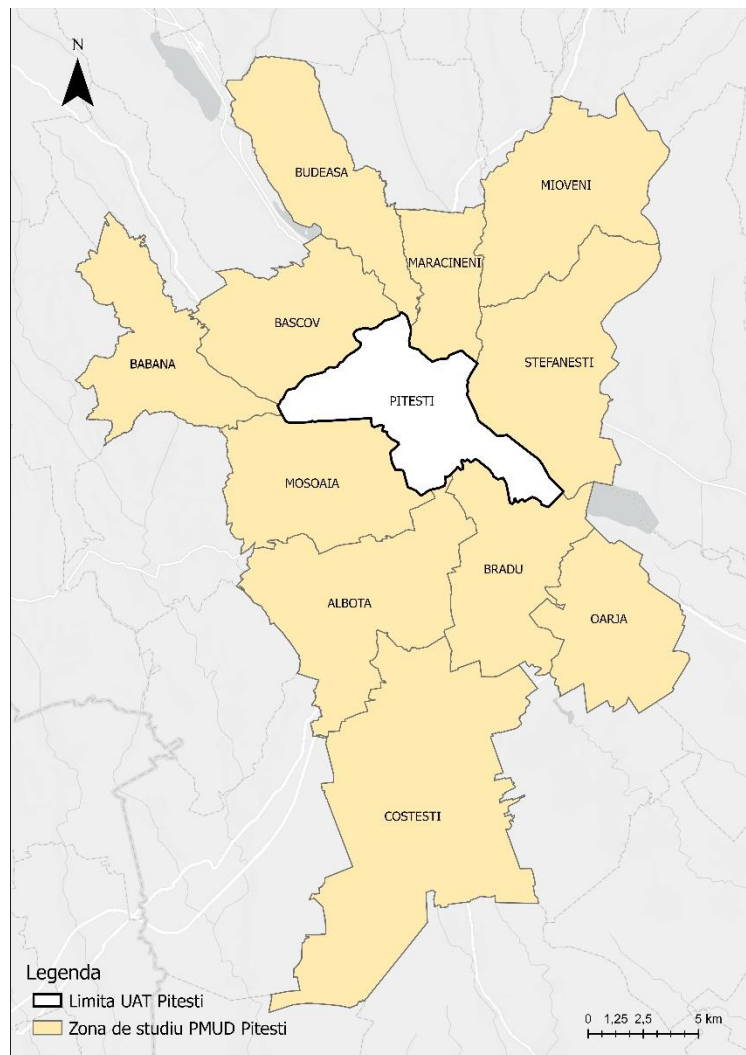 N
BUDEASA
MIOVENI
MARACINENI
BASCOV
BABANA
STEFANESTI
PITESTI
MOSOAIA
BRADU
ALBOTA
OARJA
COSTESTI
Legenda
Limita UAT Pitesti
Zona de studiu PMUD Pitesti
0 1,25 2,5 5 km